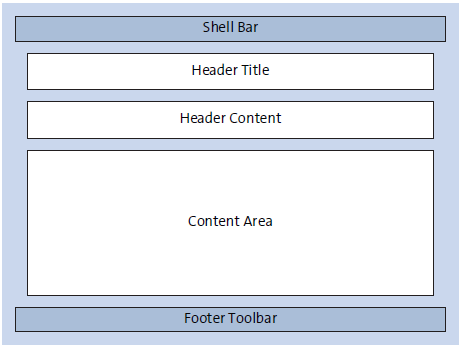 Shell Bar
Header Title
Header Content
Content Area
Footer Toolbar